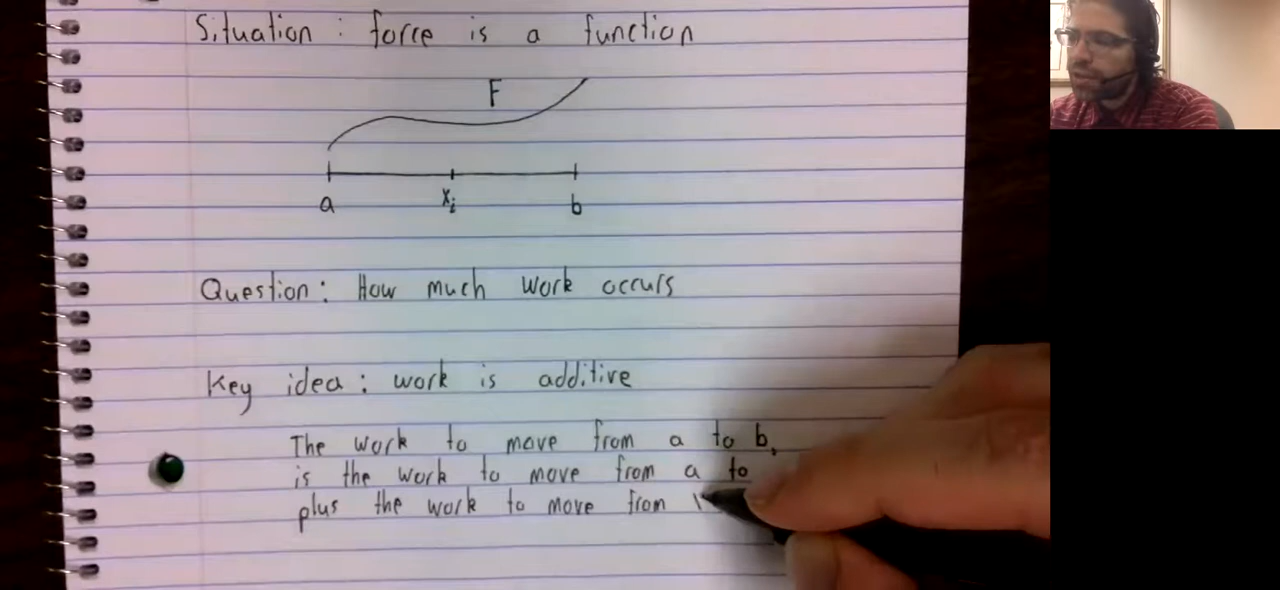 Situation: force is a function
F
a xᵢ b
Question: How much work occurs
Key idea: work is additive
The work to move from a to b,
is the work to move from a to
plus the work to move from